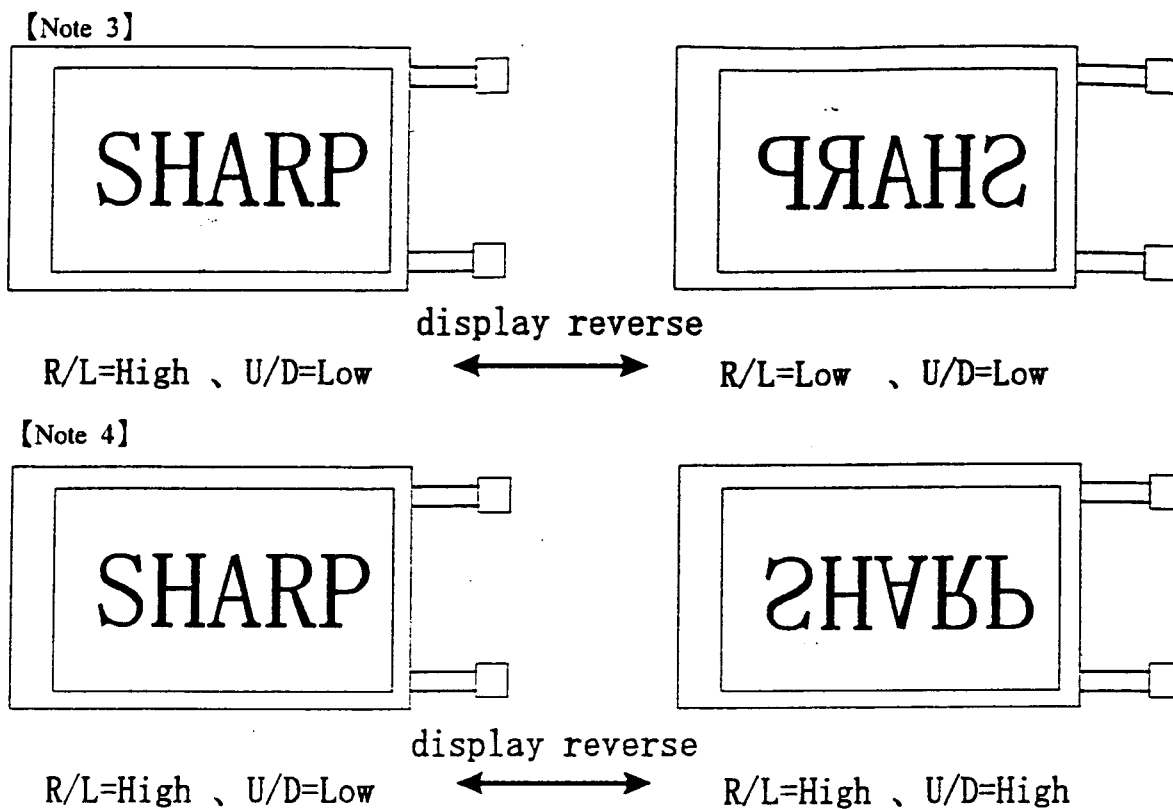 【Note 3】
SHARP
SHARP
display reverse
R/L=High 、 U/D=Low
R/L=Low 、 U/D=Low
【Note 4】
SHARP
SHARP
display reverse
R/L=High 、 U/D=Low
R/L=High 、 U/D=High